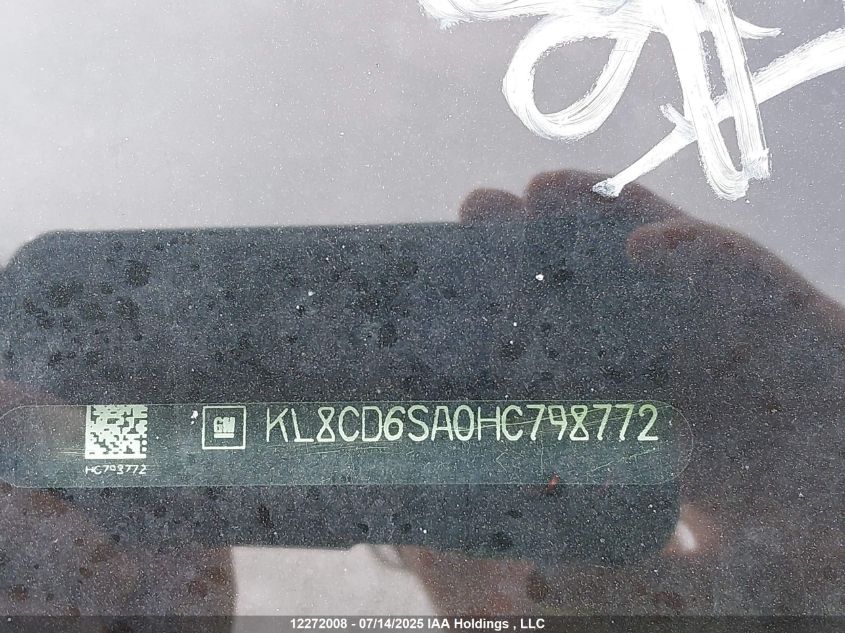 GM KL8CD6SA0HC798772
HC798772
12272008 - 07/14/2025 IAA Holdings , LLC